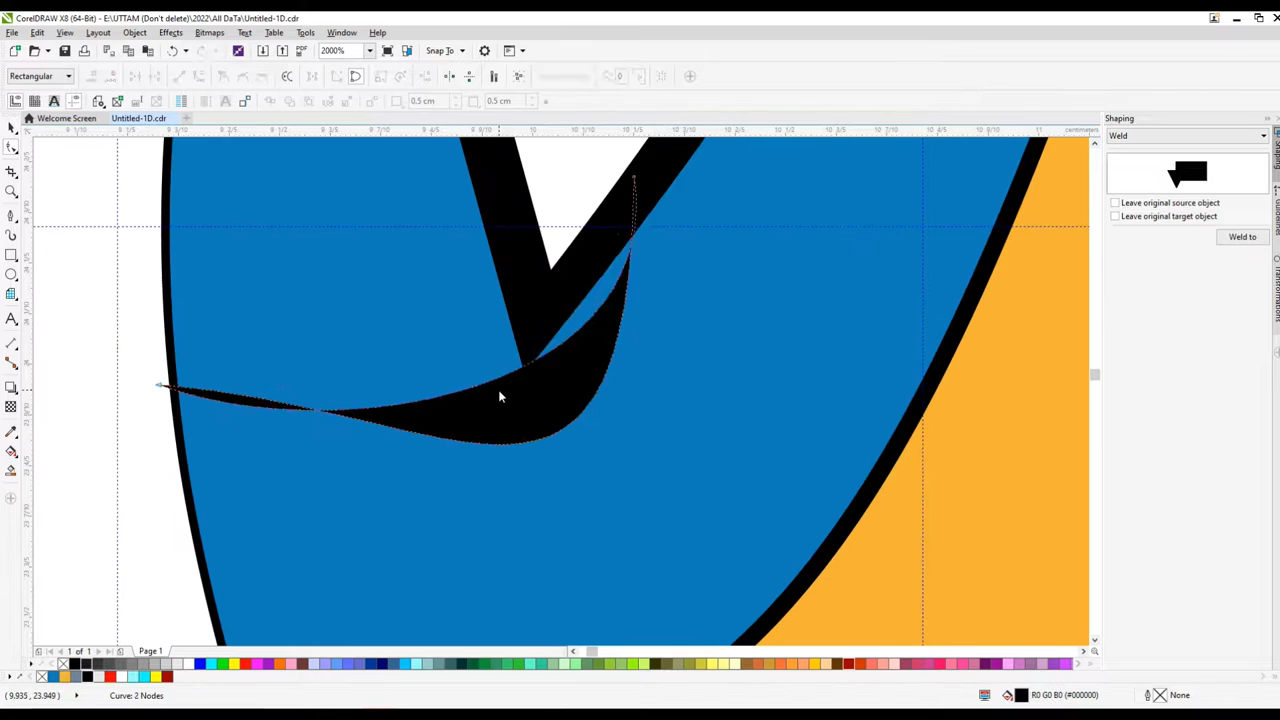 CorelDRAW X8 (64-Bit) - E:\UTTAM (Don't delete)\2022\All DaTa\Untitled-1D.cdr
File Edit View Layout Object Effects Bitmaps Text Table Tools Window Help
2000% PDF Snap To
Rectangular
0.5 cm 0.5 cm
Welcome Screen Untitled-1D.cdr
centimeters
Shaping
Weld
Leave original source object
Leave original target object
Weld to
1 of 1 Page 1
(9.935, 23.949) Curve: 2 Nodes R0 G0 B0 (#000000) None